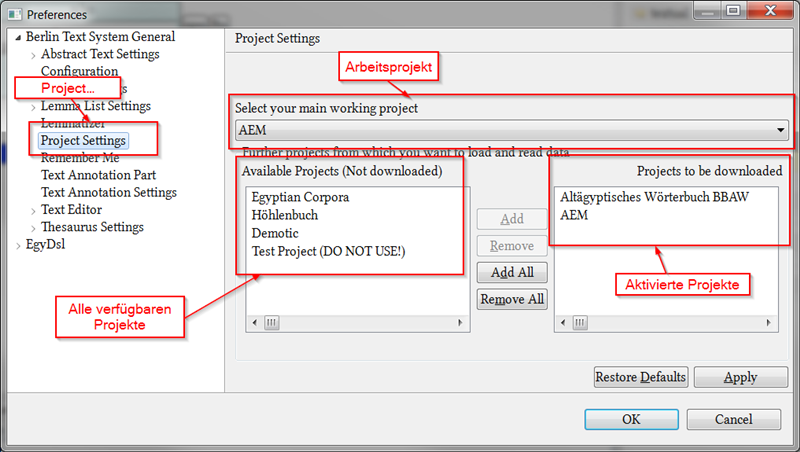 Preferences
Berlin Text System General
Abstract Text Settings
Configuration
Project...
Lemma List Settings
Lemmatizer
Project Settings
Remember Me
Text Annotation Part
Text Annotation Settings
Text Editor
Thesaurus Settings
EgyDsl
Project Settings
Arbeitsprojekt
Select your main working project
AEM
Further projects from which you want to load and read data
Available Projects (Not downloaded)
Egyptian Corpora
Höhlenbuch
Demotic
Test Project (DO NOT USE!)
Alle verfügbaren
Projekte
Add
Remove
Add All
Remove All
Projects to be downloaded
Altägyptisches Wörterbuch BBAW
AEM
Aktivierte Projekte
Restore Defaults
Apply
OK
Cancel